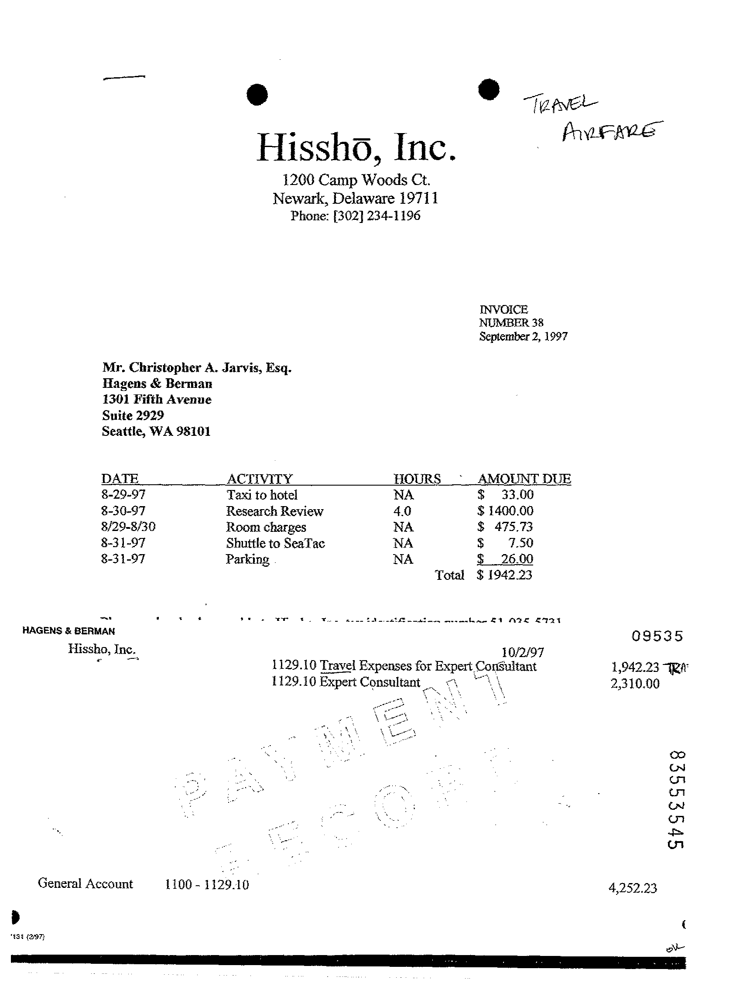 TRAVEL
AIRFARE
Hisshō, Inc.
1200 Camp Woods Ct.
Newark, Delaware 19711
Phone: [302] 234-1196
INVOICE
NUMBER 38
September 2, 1997
Mr. Christopher A. Jarvis, Esq.
Hagens & Berman
1301 Fifth Avenue
Suite 2929
Seattle, WA 98101
DATE ACTIVITY HOURS AMOUNT DUE
8-29-97 Taxi to hotel NA $ 33.00
8-30-97 Research Review 4.0 $ 1400.00
8/29-8/30 Room charges NA $ 475.73
8-31-97 Shuttle to SeaTac NA $ 7.50
8-31-97 Parking NA $ 26.00
Total $ 1942.23
identification number 51 035 5731
HAGENS & BERMAN 09535
Hissho, Inc. 10/2/97
1129.10 Travel Expenses for Expert Consultant 1,942.23 TRA
1129.10 Expert Consultant 2,310.00
PAYMENT
RECORD
83553545
General Account 1100 - 1129.10 4,252.23
'131 (2/97)
OK